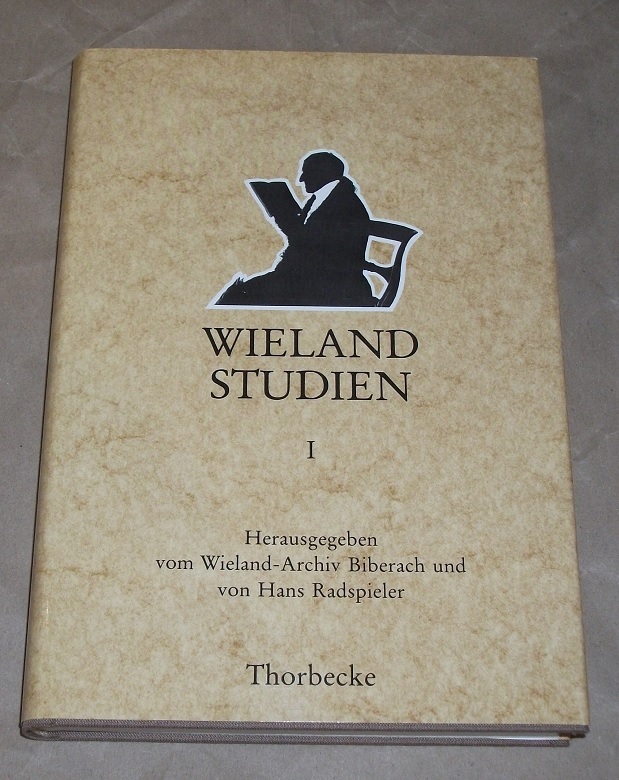 WIELAND
STUDIEN
I
Herausgegeben
vom Wieland-Archiv Biberach und
von Hans Radspieler
Thorbecke